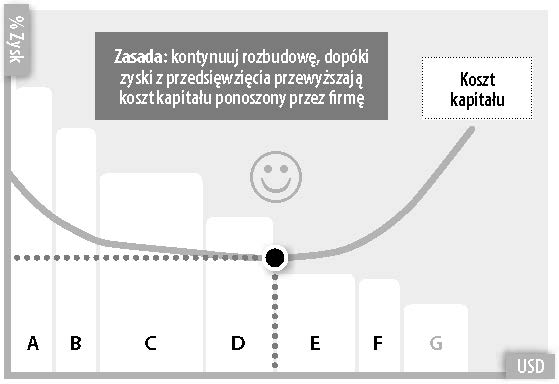 % Zysk
Zasada: kontynuuj rozbudowę, dopóki
zyski z przedsięwzięcia przewyższają
koszt kapitału ponoszony przez firmę
Koszt
kapitału
A B C D E F G
USD